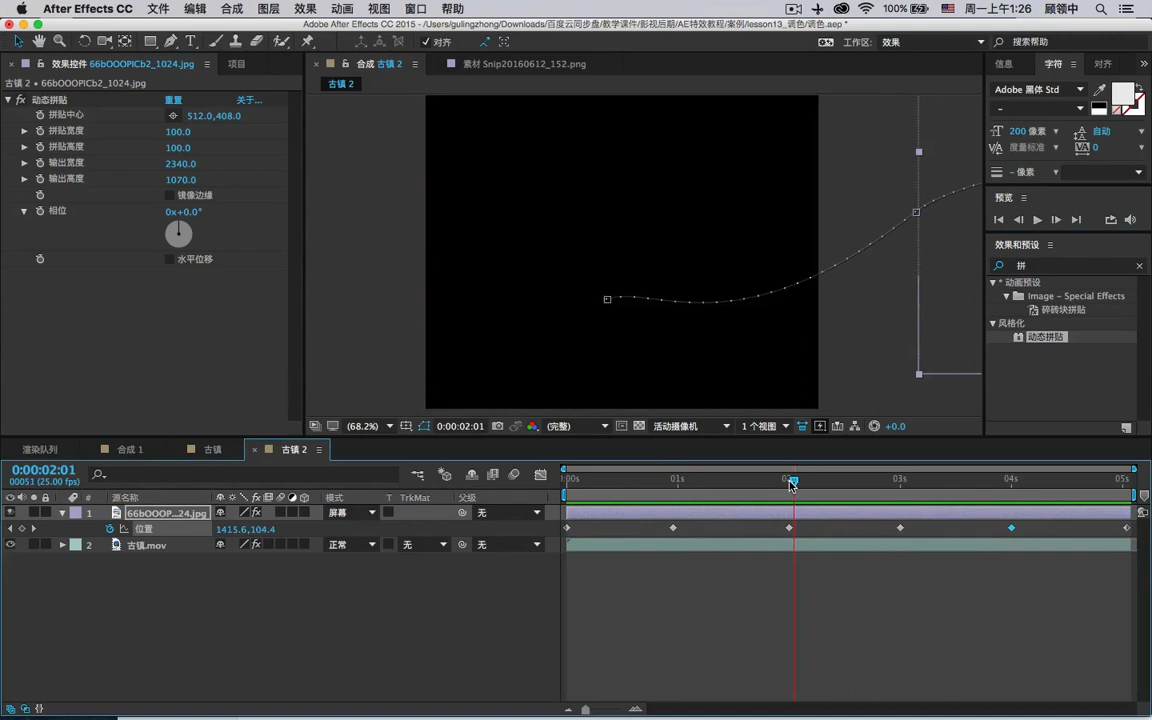 After Effects CC 文件 编辑 合成 图层 效果 动画 视图 窗口 帮助 100% 周一上午1:26 顾领中
Adobe After Effects CC 2015 - /Users/gulingzhong/Downloads/百度云同步盘/教学课件/影视后期/AE特效教程/案例/lesson13_调色/调色.aep *
对齐 工作区: 效果 搜索帮助
× 效果控件 66bOOOPICb2_1024.jpg 项目 × 合成 古镇 2 素材 Snip20160612_152.png 信息 字符 对齐
古镇 2 • 66bOOOPICb2_1024.jpg 古镇 2
fx 动态拼贴 重置 关于...
拼贴中心 512.0,408.0
拼贴宽度 100.0
拼贴高度 100.0
输出宽度 2340.0
输出高度 1070.0
镜像边缘
相位 0x+0.0°
水平位移
Adobe 黑体 Std
-
200 像素 自动
度量标准 0
- 像素
预览
效果和预设
拼
* 动画预设
Image - Special Effects
碎砖块拼贴
风格化
动态拼贴
(68.2%) 0:00:02:01 (完整) 活动摄像机 1 个视图 +0.0
渲染队列 合成 1 古镇 × 古镇 2
0:00:02:01
00051 (25.00 fps)
:00s 01s 03s 04s 05s
# 源名称 模式 T TrkMat 父级
1 66bOOOP...24.jpg 屏幕 无
位置 1415.6,104.4
2 古镇.mov 正常 无 无